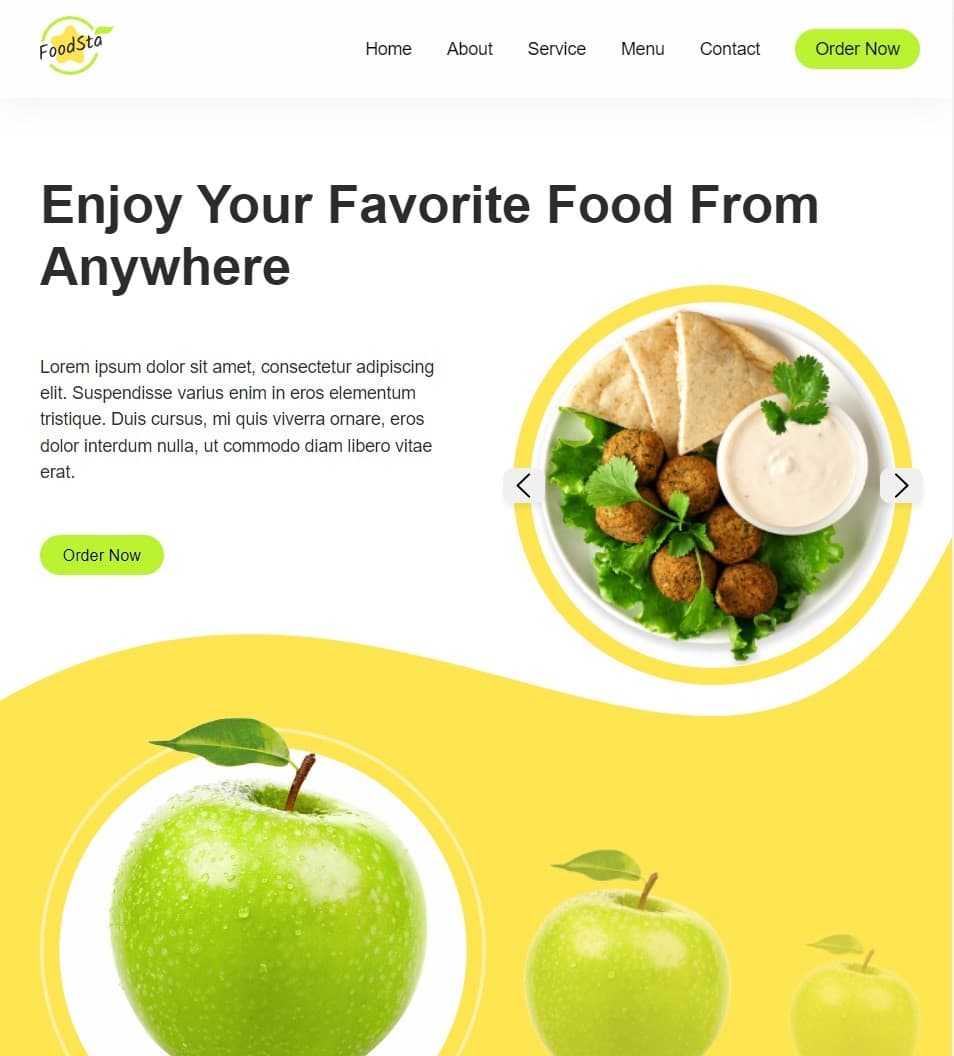 FoodSta
Home About Service Menu Contact Order Now
Enjoy Your Favorite Food From
Anywhere
Lorem ipsum dolor sit amet, consectetur adipiscing
elit. Suspendisse varius enim in eros elementum
tristique. Duis cursus, mi quis viverra ornare, eros
dolor interdum nulla, ut commodo diam libero vitae
erat.
Order Now